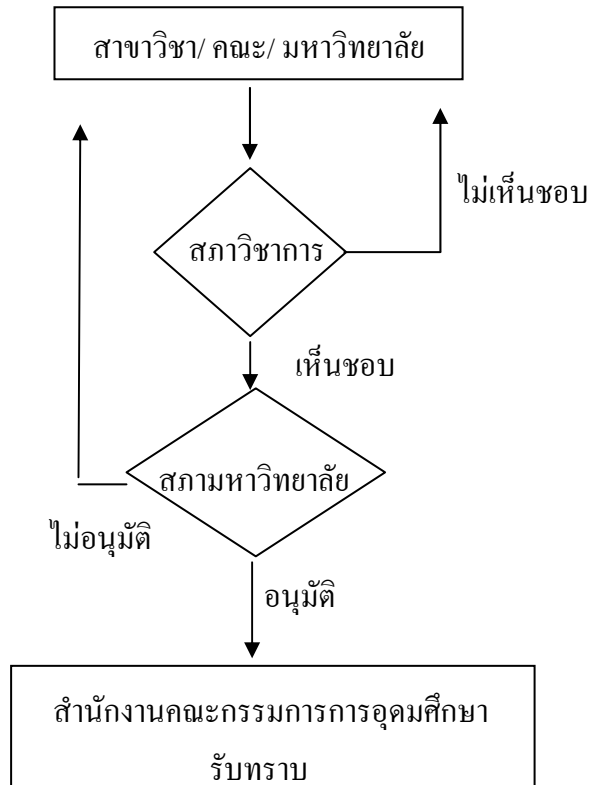 สาขาวิชา/ คณะ/ มหาวิทยาลัย
ไม่เห็นชอบ
สภาวิชาการ
เห็นชอบ
สภามหาวิทยาลัย
ไม่อนุมัติ
อนุมัติ
สำนักงานคณะกรรมการการอุดมศึกษา
รับทราบ